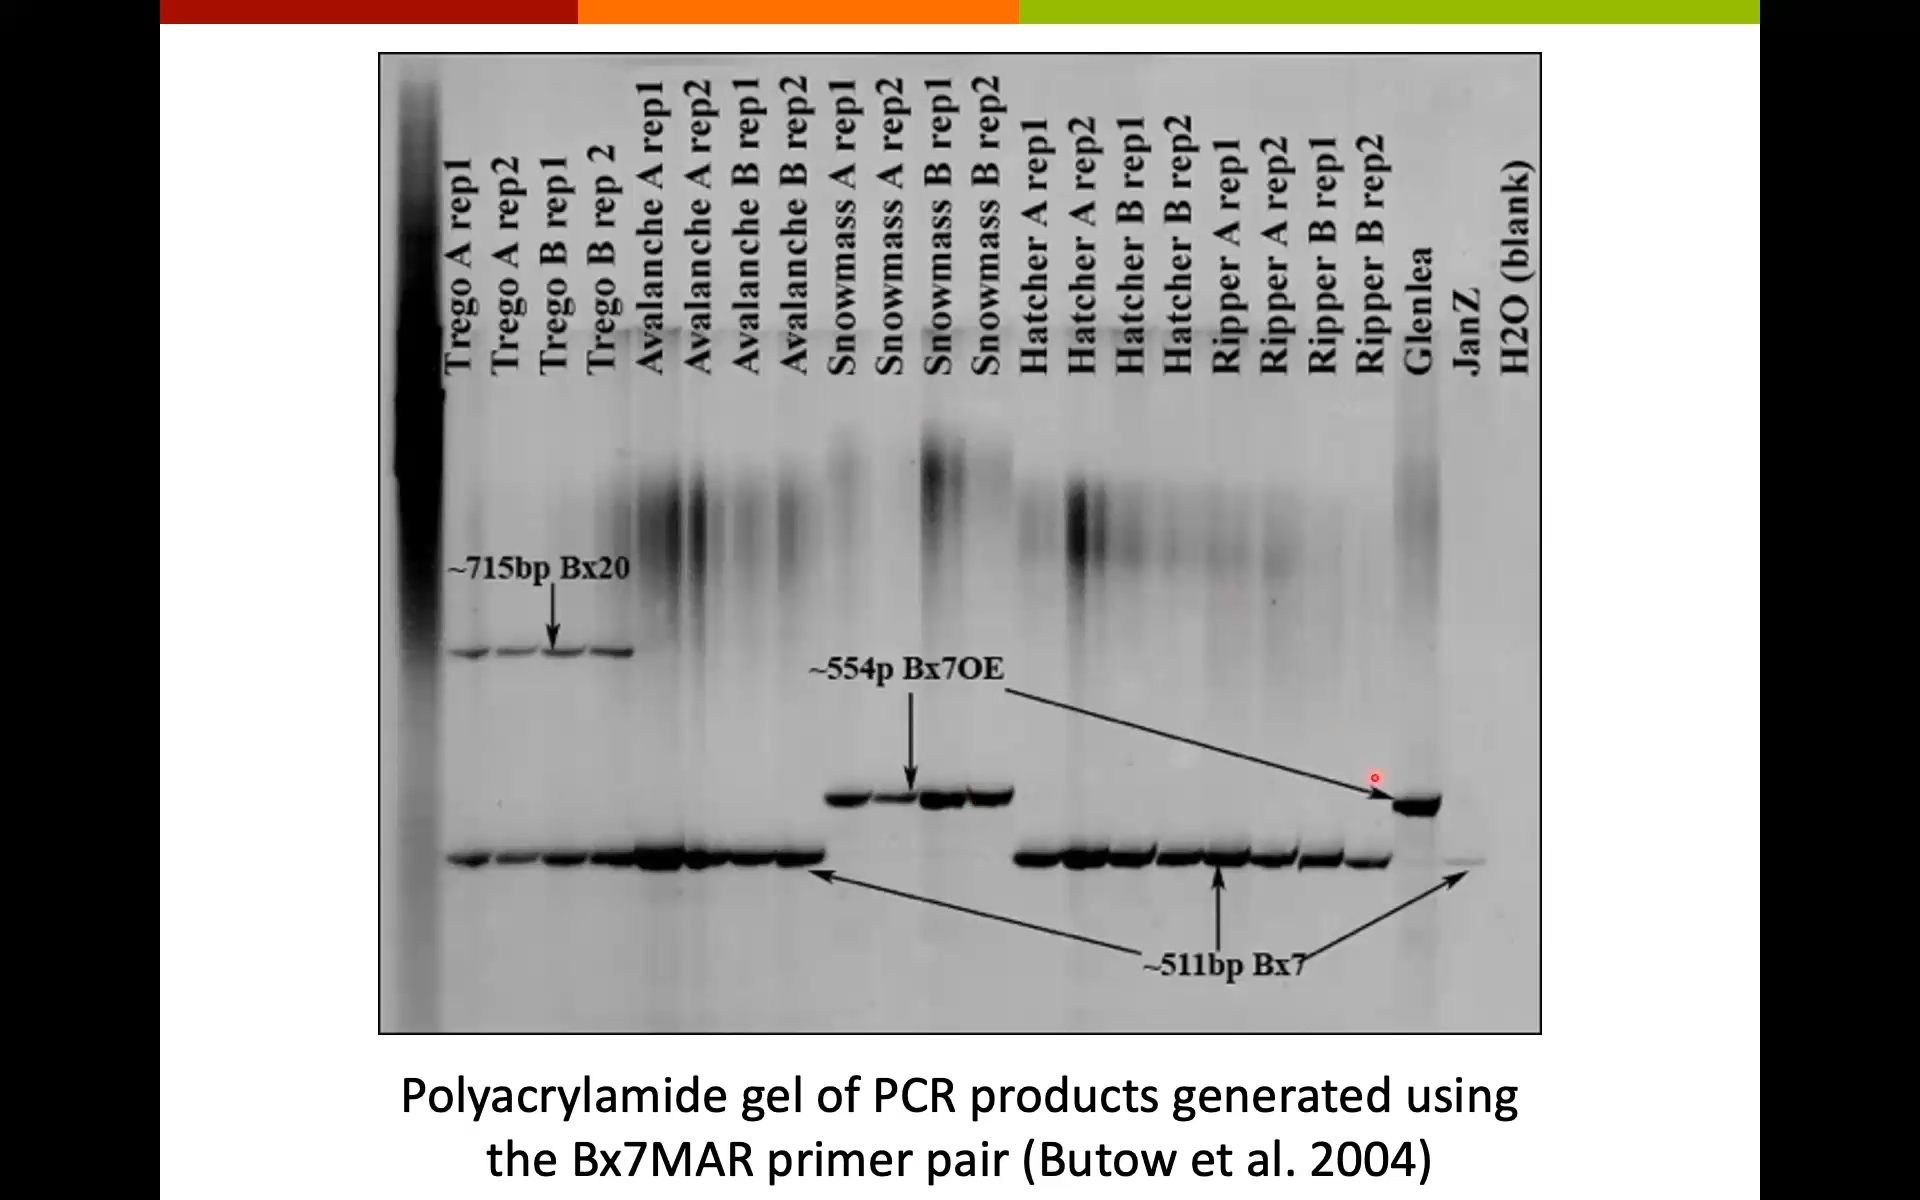 Trego A rep1
Trego A rep2
Trego B rep1
Trego B rep 2
Avalanche A rep1
Avalanche A rep2
Avalanche B rep1
Avalanche B rep2
Snowmass A rep1
Snowmass A rep2
Snowmass B rep1
Snowmass B rep2
Hatcher A rep1
Hatcher A rep2
Hatcher B rep1
Hatcher B rep2
Ripper A rep1
Ripper A rep2
Ripper B rep1
Ripper B rep2
Glenlea
JanZ
H2O (blank)
~715bp Bx20
~554p Bx7OE
~511bp Bx7
Polyacrylamide gel of PCR products generated using
the Bx7MAR primer pair (Butow et al. 2004)